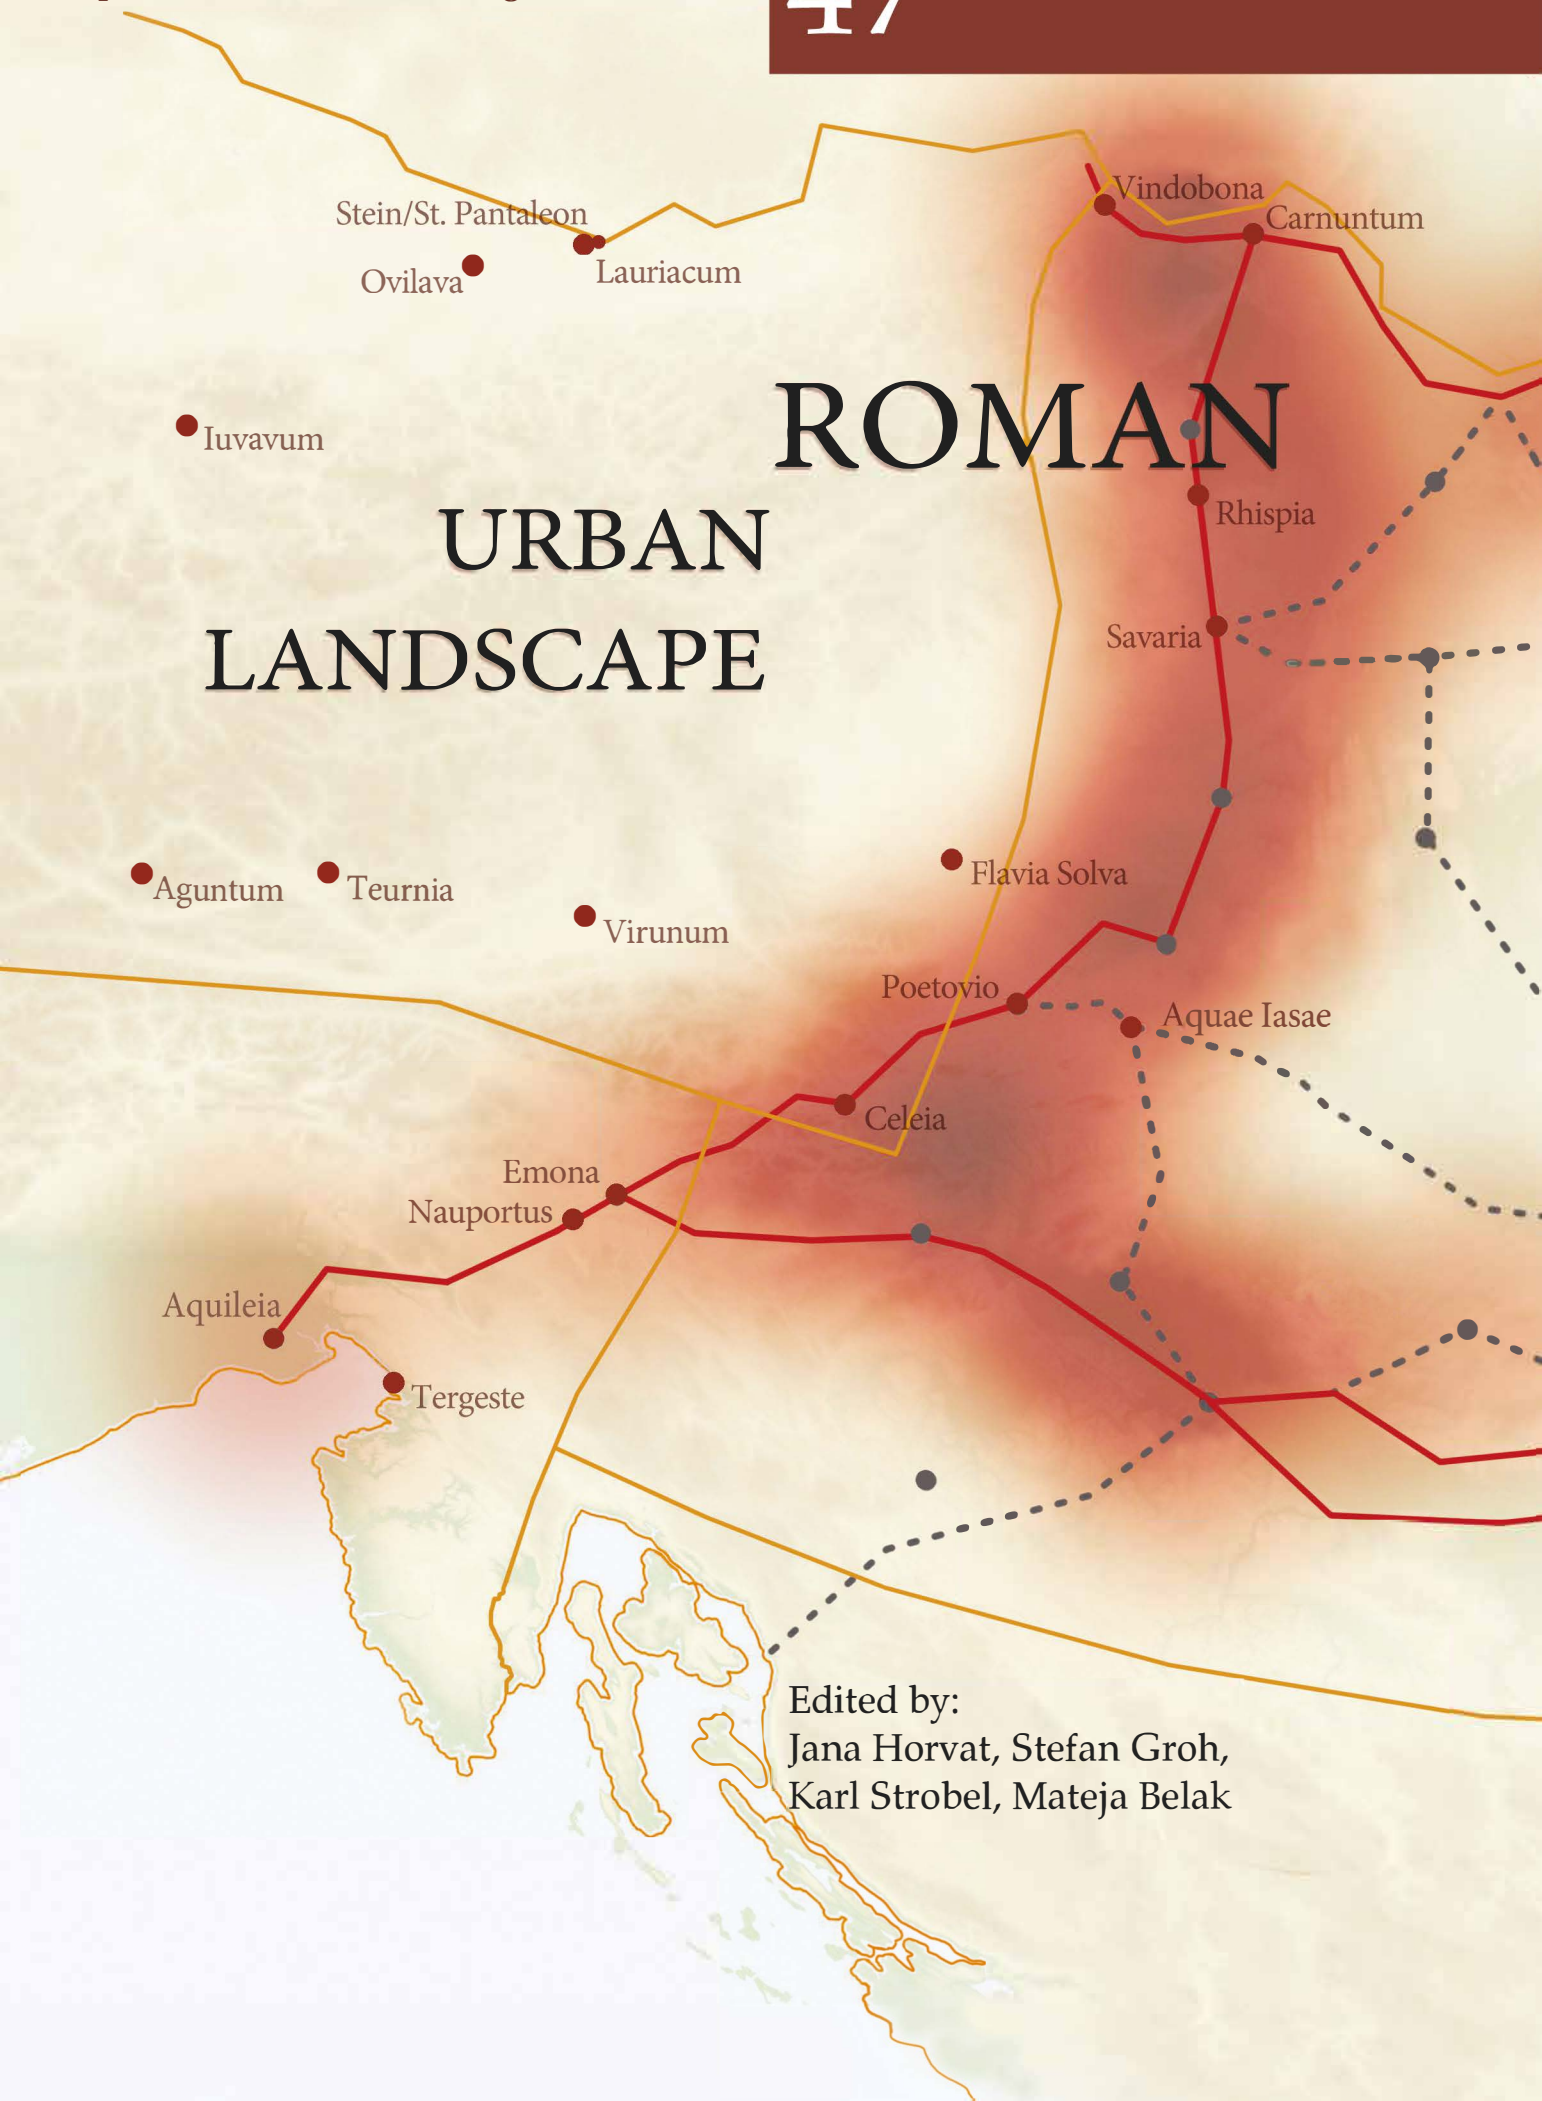 47
Vindobona
Stein/St. Pantaleon
Carnuntum
Lauriacum
Ovilava
ROMAN
Iuvavum
Rhispia
URBAN
LANDSCAPE
Savaria
Flavia Solva
Aguntum
Teurnia
Virunum
Poetovio
Aquae Iasae
Celeia
Emona
Nauportus
Aquileia
Tergeste
Edited by:
Jana Horvat, Stefan Groh,
Karl Strobel, Mateja Belak